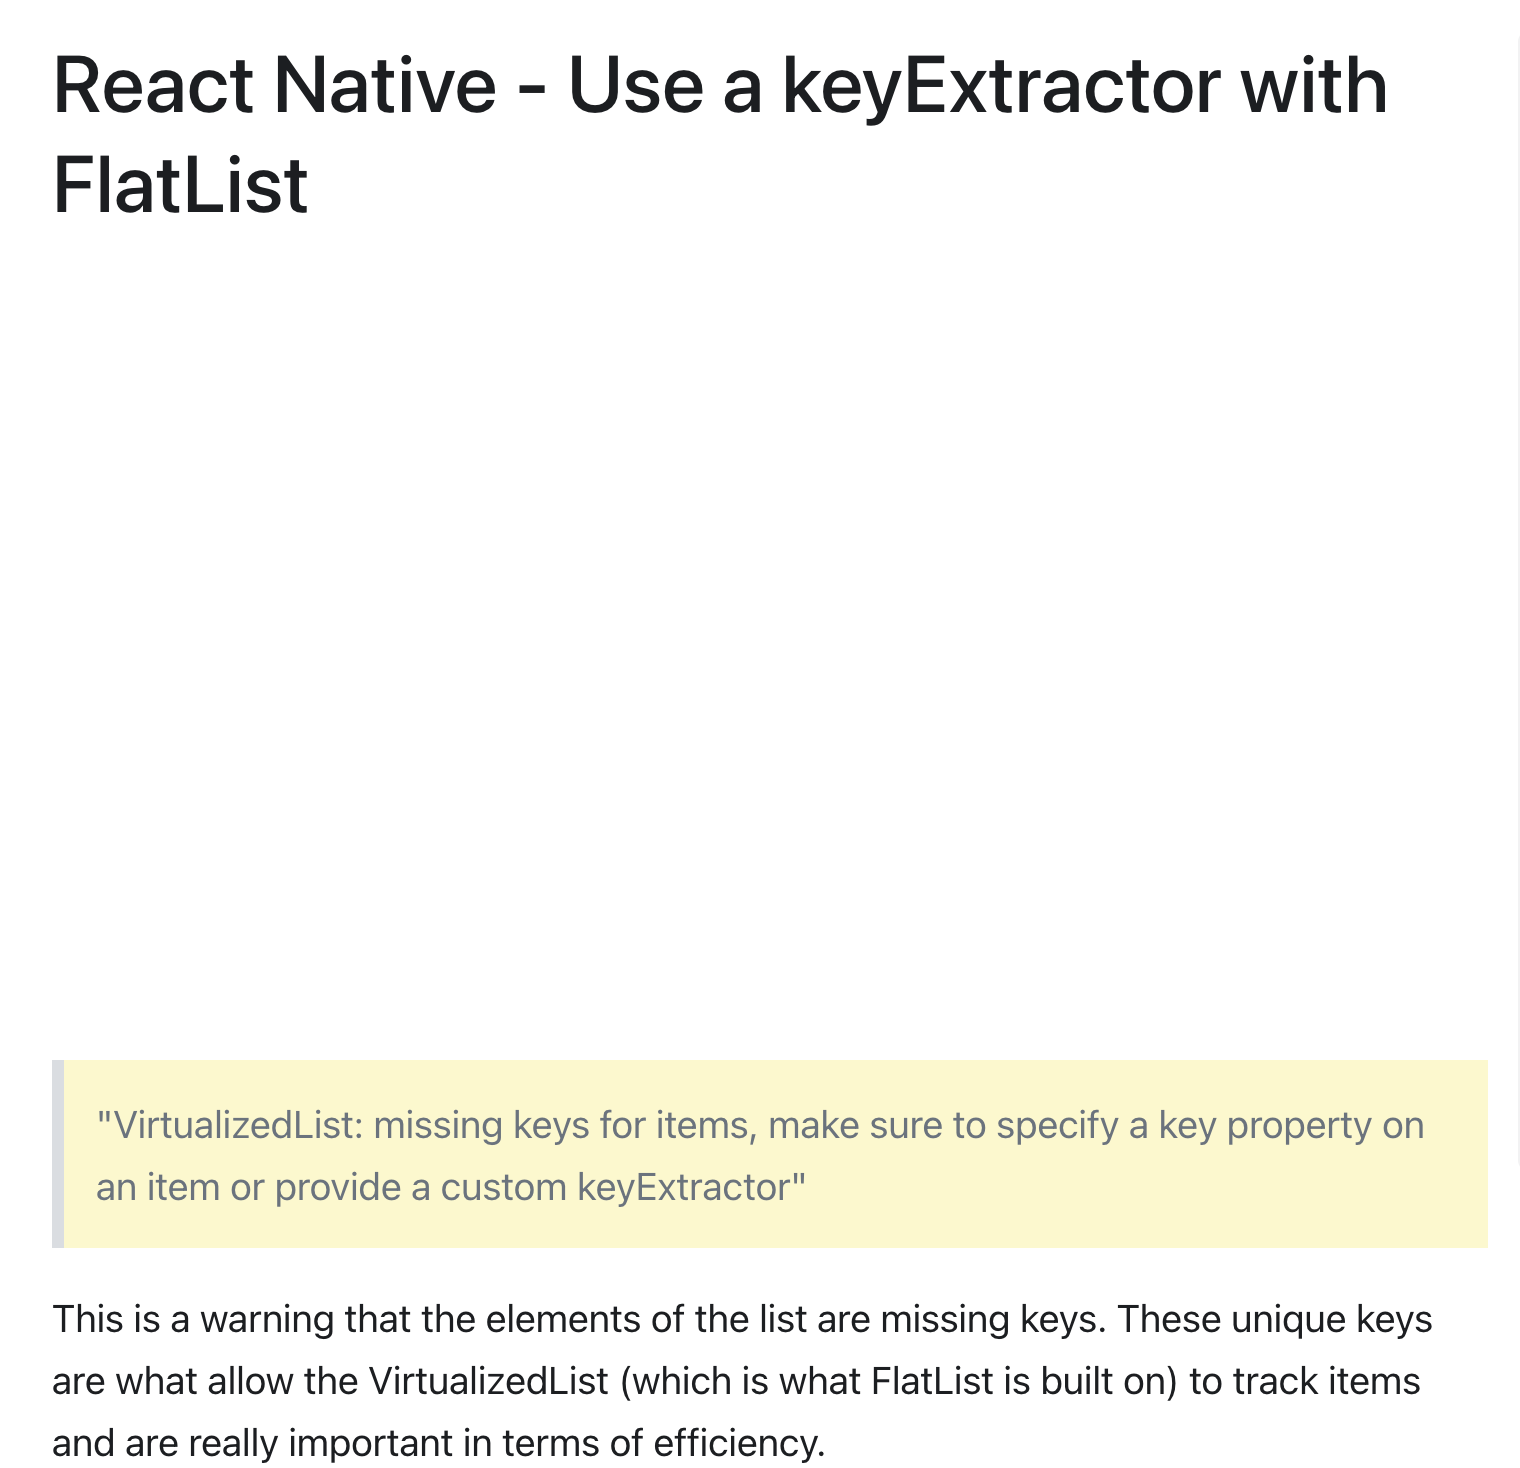 React Native - Use a keyExtractor with
FlatList
"VirtualizedList: missing keys for items, make sure to specify a key property on
an item or provide a custom keyExtractor"
This is a warning that the elements of the list are missing keys. These unique keys
are what allow the VirtualizedList (which is what FlatList is built on) to track items
and are really important in terms of efficiency.